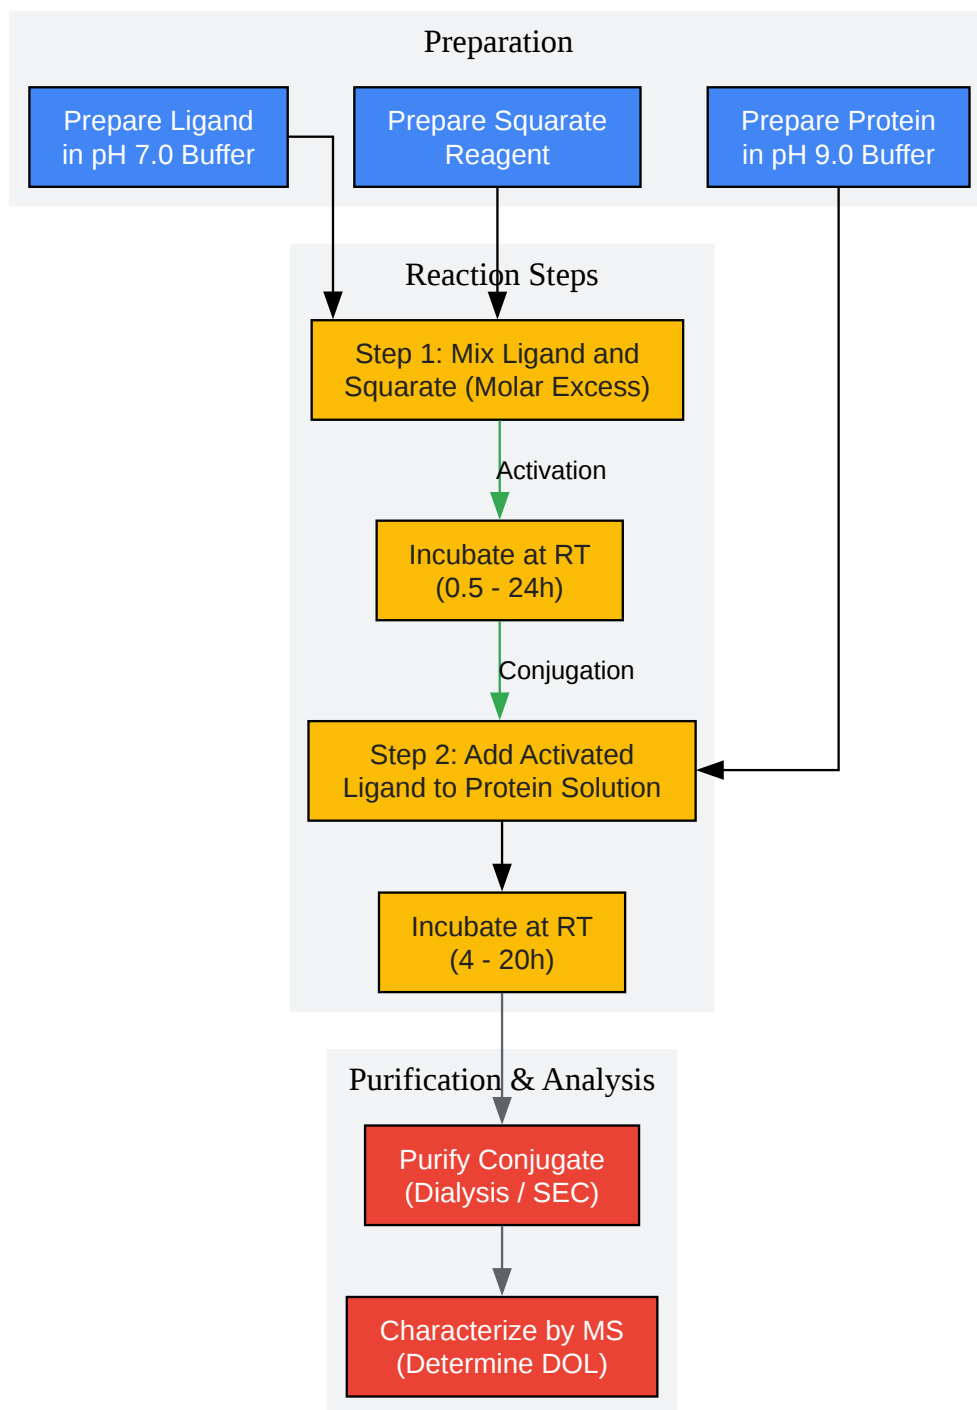 Preparation
Prepare Ligand
in pH 7.0 Buffer
Prepare Squarate
Reagent
Prepare Protein
in pH 9.0 Buffer
Reaction Steps
Step 1: Mix Ligand and
Squarate (Molar Excess)
Activation
Incubate at RT
(0.5 - 24h)
Conjugation
Step 2: Add Activated
Ligand to Protein Solution
Incubate at RT
(4 - 20h)
Purification & Analysis
Purify Conjugate
(Dialysis / SEC)
Characterize by MS
(Determine DOL)